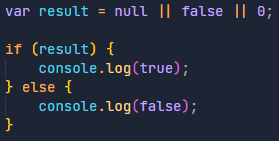 var result = null || false || 0;
if (result) {
    console.log(true);
} else {
    console.log(false);
}